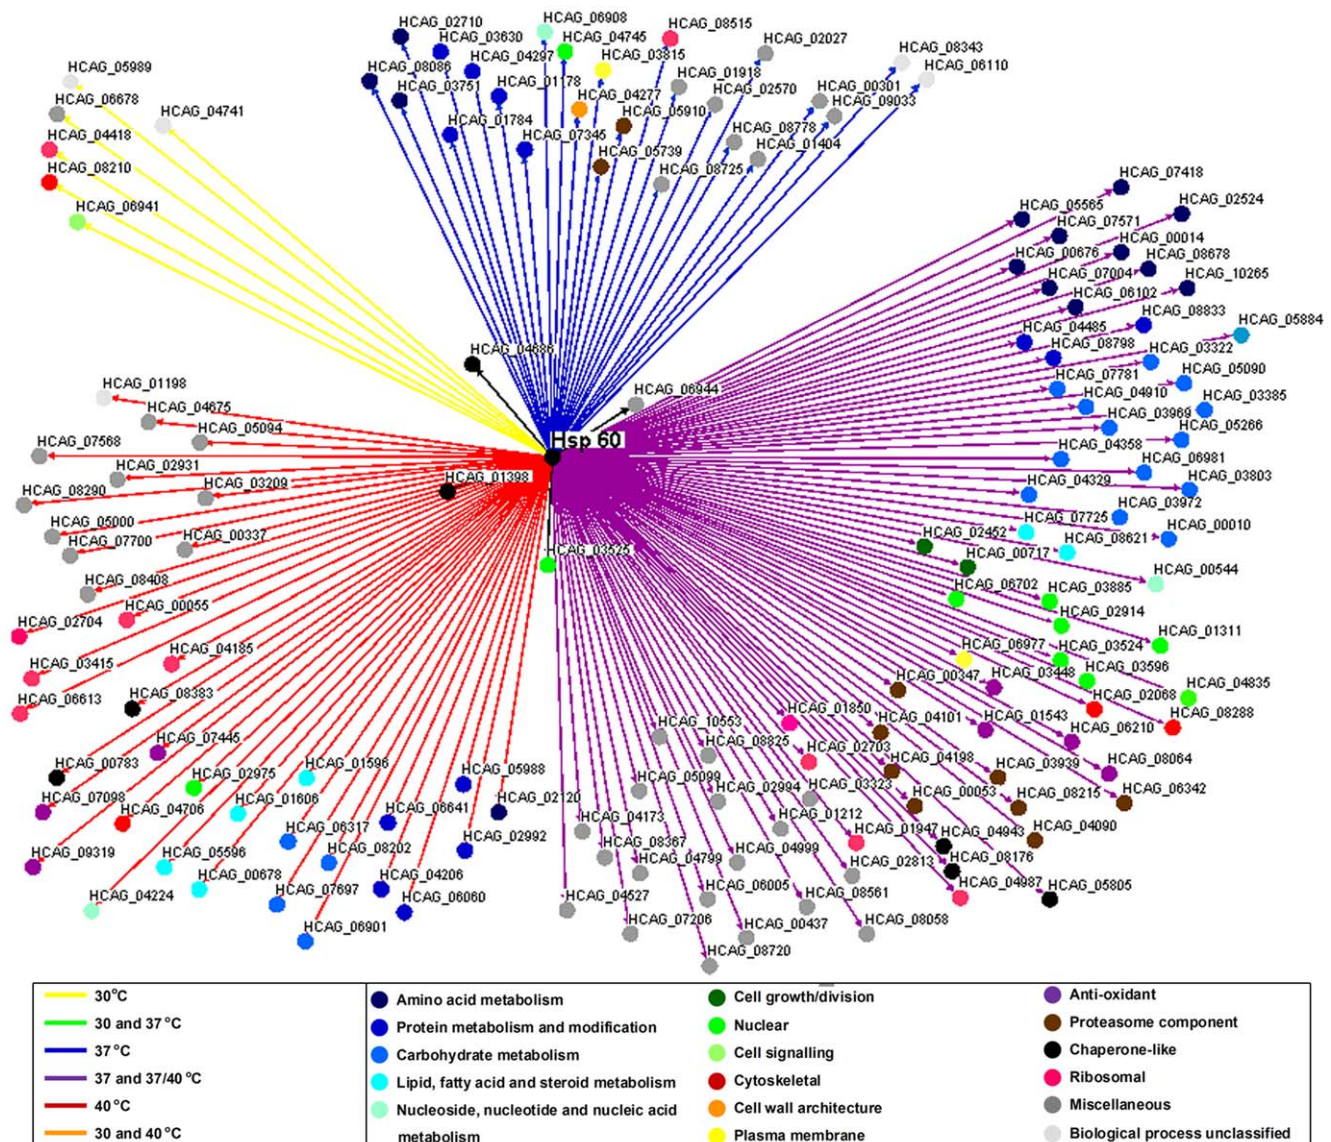 HCAG_02710
HCAG_06908
HCAG_08515
HCAG_03630
HCAG_04745
HCAG_02027
HCAG_08343
HCAG_05989
HCAG_08086
HCAG_04297
HCAG_03815
HCAG_06110
HCAG_06678
HCAG_04741
HCAG_03751
HCAG_01178
HCAG_01918
HCAG_02570
HCAG_00301
HCAG_04277
HCAG_09033
HCAG_04418
HCAG_01784
HCAG_07345
HCAG_05910
HCAG_08778
HCAG_08210
HCAG_05739
HCAG_01404
HCAG_08725
HCAG_06941
HCAG_07418
HCAG_05565
HCAG_02524
HCAG_07571
HCAG_00676
HCAG_00014
HCAG_08678
HCAG_07004
HCAG_10265
HCAG_06102
HCAG_08833
HCAG_05884
HCAG_04485
HCAG_08798
HCAG_03322
HCAG_04686
HCAG_07781
HCAG_05090
HCAG_01198
HCAG_06944
HCAG_04910
HCAG_03385
HCAG_04675
HCAG_03969
HCAG_05094
HCAG_05266
HCAG_07568
Hsp 60
HCAG_04358
HCAG_06981
HCAG_02931
HCAG_01398
HCAG_03803
HCAG_08290
HCAG_03209
HCAG_04329
HCAG_03972
HCAG_05000
HCAG_07725
HCAG_00010
HCAG_07700
HCAG_00337
HCAG_02452
HCAG_08621
HCAG_03525
HCAG_00717
HCAG_08408
HCAG_00544
HCAG_00055
HCAG_06702
HCAG_03885
HCAG_02704
HCAG_02914
HCAG_04185
HCAG_01311
HCAG_03415
HCAG_06977
HCAG_03524
HCAG_06613
HCAG_08383
HCAG_00347
HCAG_03448
HCAG_03596
HCAG_04835
HCAG_02068
HCAG_10553
HCAG_01850
HCAG_04101
HCAG_01543
HCAG_06210
HCAG_08288
HCAG_07445
HCAG_08825
HCAG_02703
HCAG_00783
HCAG_02975
HCAG_01596
HCAG_05988
HCAG_05099
HCAG_04198
HCAG_03939
HCAG_08064
HCAG_07098
HCAG_04706
HCAG_01606
HCAG_06641
HCAG_02120
HCAG_02994
HCAG_03323
HCAG_00053
HCAG_08215
HCAG_06342
HCAG_04173
HCAG_01212
HCAG_06317
HCAG_02992
HCAG_08367
HCAG_01947
HCAG_04943
HCAG_04090
HCAG_09319
HCAG_05596
HCAG_08202
HCAG_04799
HCAG_04999
HCAG_02813
HCAG_08176
HCAG_00678
HCAG_04206
HCAG_06005
HCAG_08561
HCAG_04987
HCAG_05805
HCAG_04224
HCAG_07697
HCAG_06060
HCAG_04527
HCAG_07206
HCAG_00437
HCAG_08058
HCAG_06901
HCAG_08720
30°C
30 and 37 °C
37 °C
37 and 37/40 °C
40 °C
30 and 40 °C
Amino acid metabolism
Protein metabolism and modification
Carbohydrate metabolism
Lipid, fatty acid and steroid metabolism
Nucleoside, nucleotide and nucleic acid
metabolism
Cell growth/division
Nuclear
Cell signalling
Cytoskeletal
Cell wall architecture
Plasma membrane
Anti-oxidant
Proteasome component
Chaperone-like
Ribosomal
Miscellaneous
Biological process unclassified